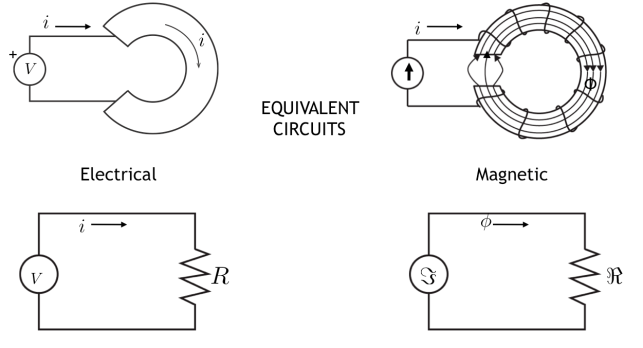 i
i
+
V
i
ϕ
EQUIVALENT
CIRCUITS
Electrical
Magnetic
i
V
R
ϕ
ℑ
ℜ